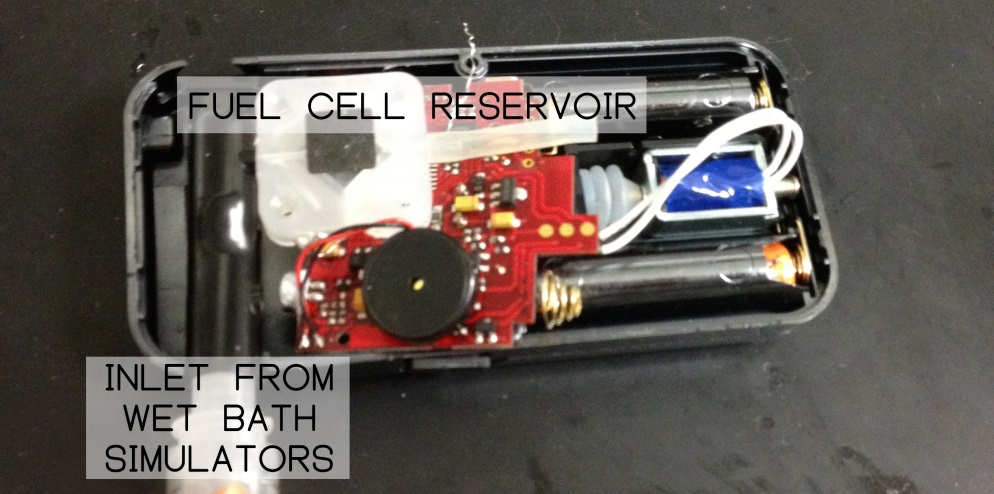 FUEL CELL RESERVOIR
INLET FROM
WET BATH
SIMULATORS